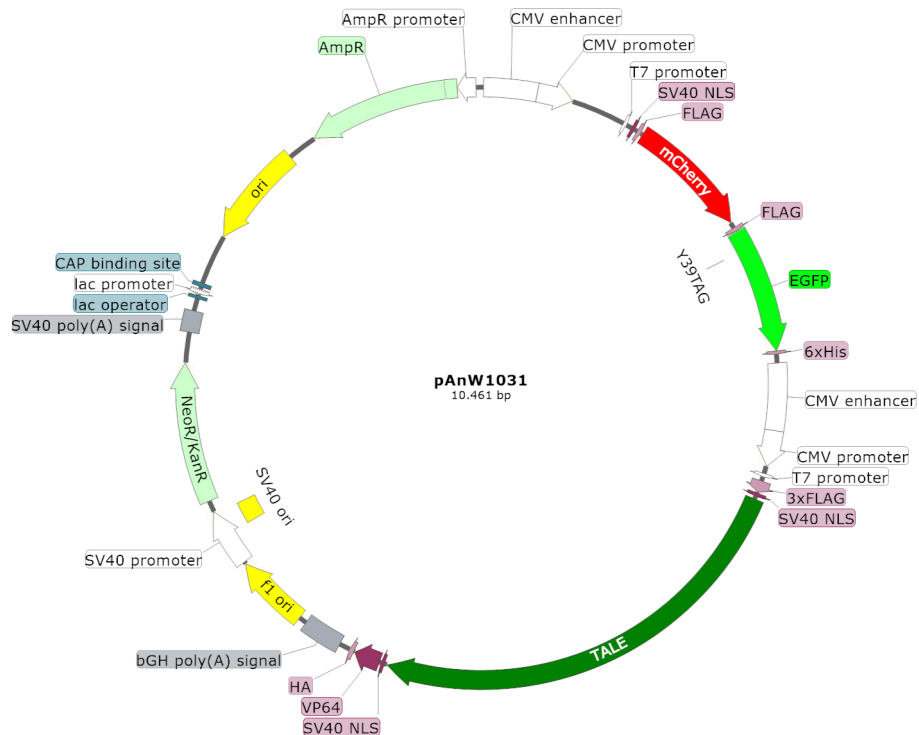 AmpR promoter
CMV enhancer
CMV promoter
AmpR
T7 promoter
SV40 NLS
FLAG
mCherry
ori
FLAG
Y39TAG
EGFP
CAP binding site
lac promoter
lac operator
SV40 poly(A) signal
6xHis
pAnW1031
10.461 bp
CMV enhancer
NeoR/KanR
CMV promoter
T7 promoter
3xFLAG
SV40 NLS
SV40 ori
SV40 promoter
f1 ori
TALE
bGH poly(A) signal
HA
VP64
SV40 NLS